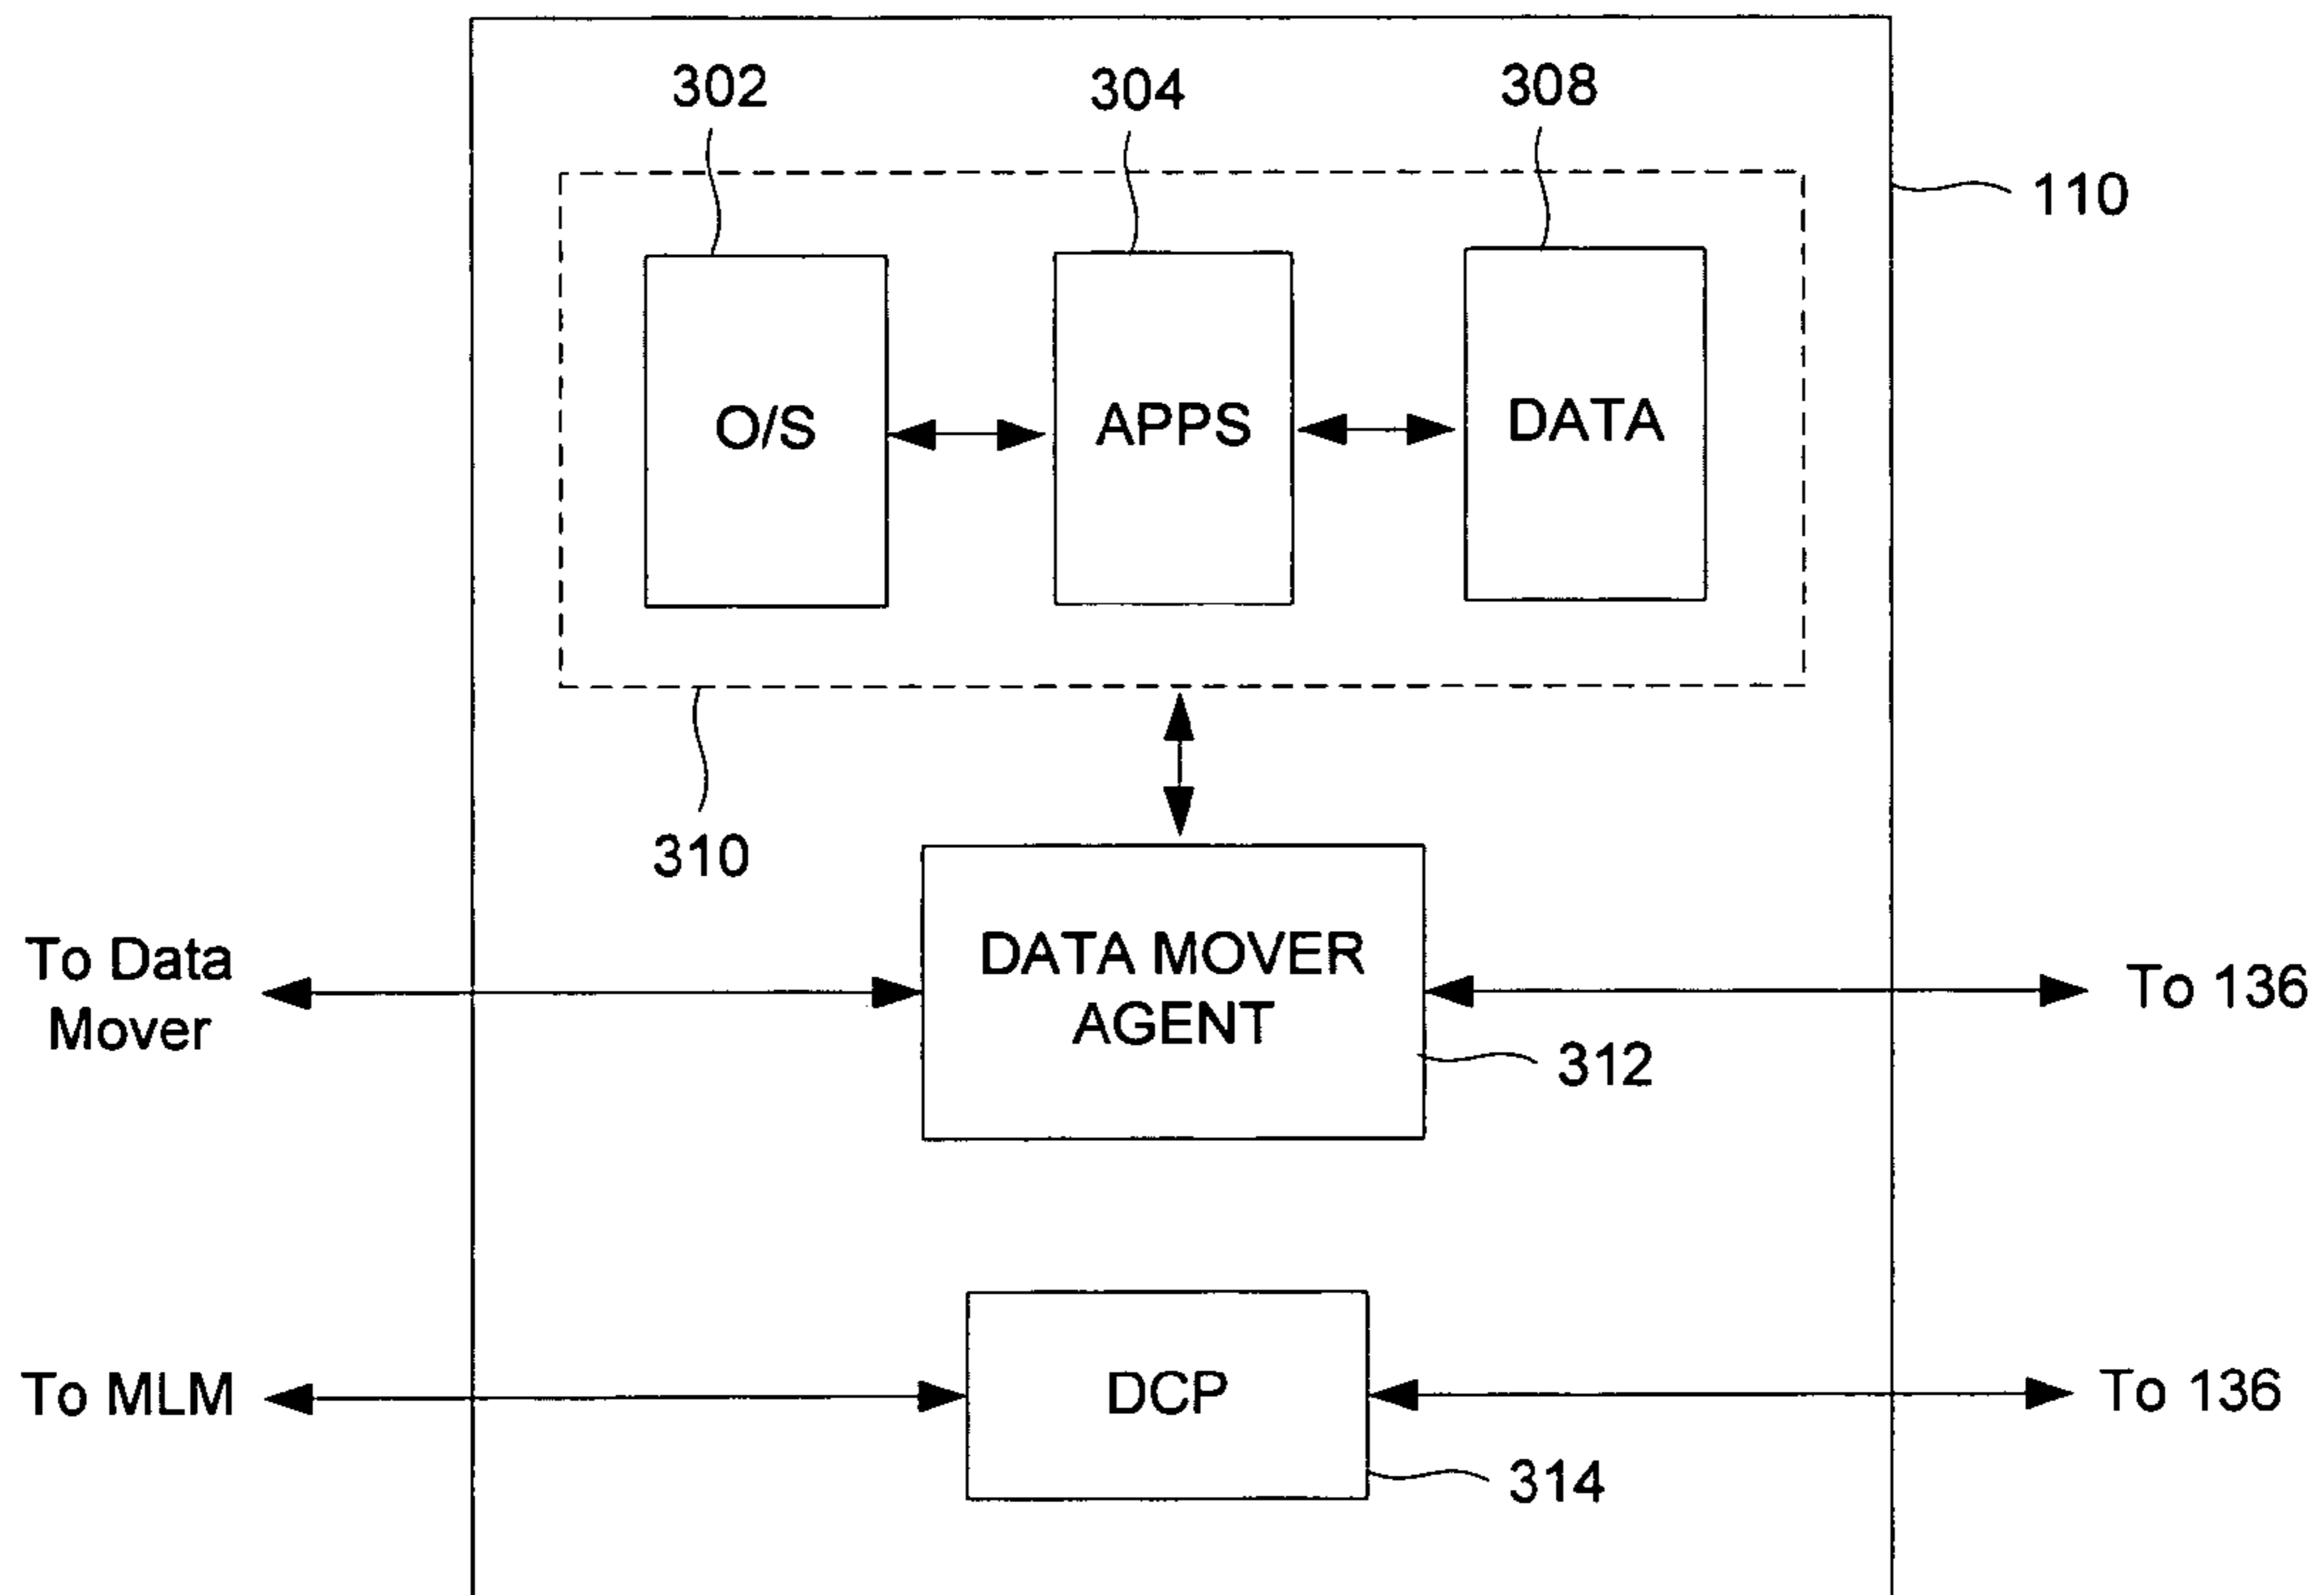 302
304
308
110
O/S
APPS
DATA
310
To Data
Mover
DATA MOVER
AGENT
To 136
312
To MLM
DCP
To 136
314